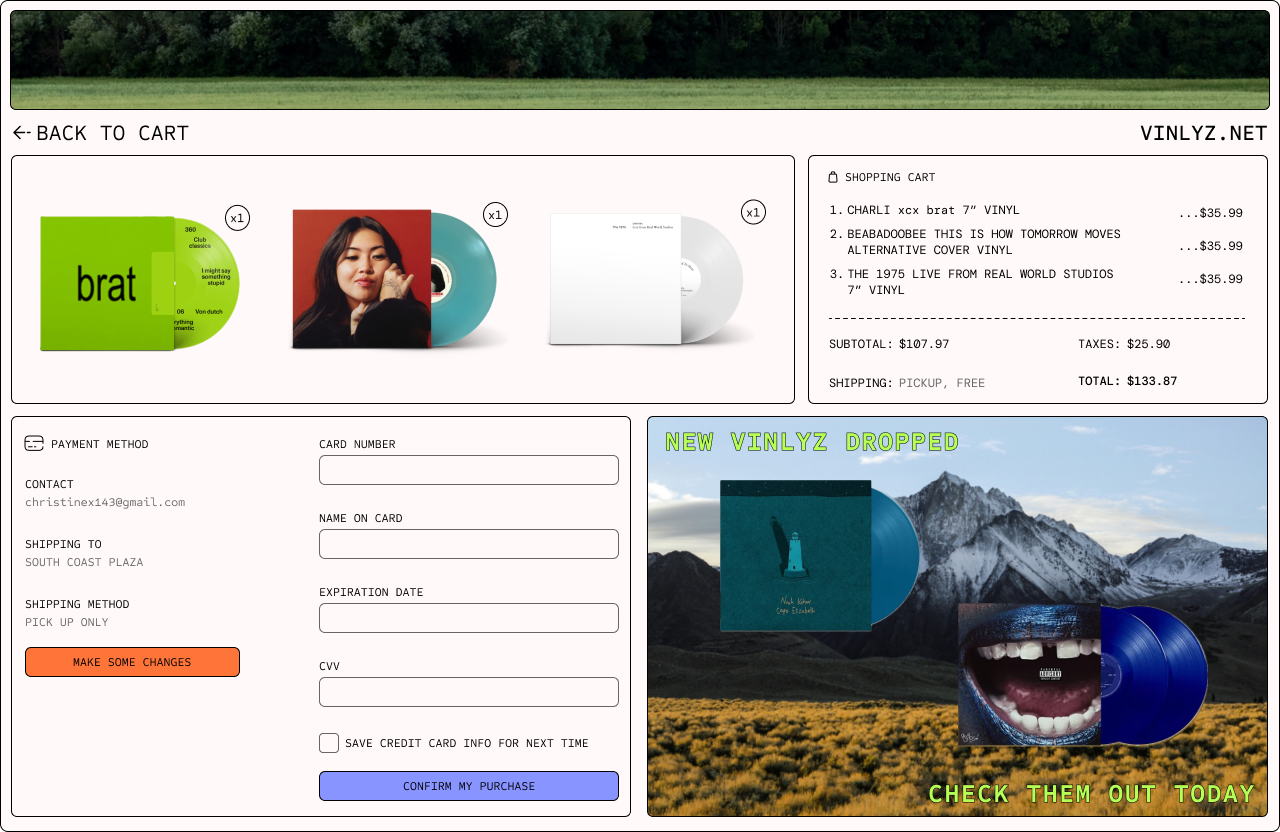 BACK TO CART
VINLYZ.NET
x1
x1
x1
brat
360
Club
classics
I might say
something
stupid
Von dutch
SHOPPING CART
1. CHARLI xcx brat 7” VINYL ...$35.99
2. BEABADOOBEE THIS IS HOW TOMORROW MOVES
ALTERNATIVE COVER VINYL ...$35.99
3. THE 1975 LIVE FROM REAL WORLD STUDIOS
7” VINYL ...$35.99
SUBTOTAL: $107.97
TAXES: $25.90
SHIPPING: PICKUP, FREE
TOTAL: $133.87
PAYMENT METHOD
CONTACT
christinex143@gmail.com
SHIPPING TO
SOUTH COAST PLAZA
SHIPPING METHOD
PICK UP ONLY
MAKE SOME CHANGES
CARD NUMBER
NAME ON CARD
EXPIRATION DATE
CVV
SAVE CREDIT CARD INFO FOR NEXT TIME
CONFIRM MY PURCHASE
NEW VINLYZ DROPPED
Noah Kahan
Cape Elizabeth
PARENTAL
ADVISORY
CHECK THEM OUT TODAY